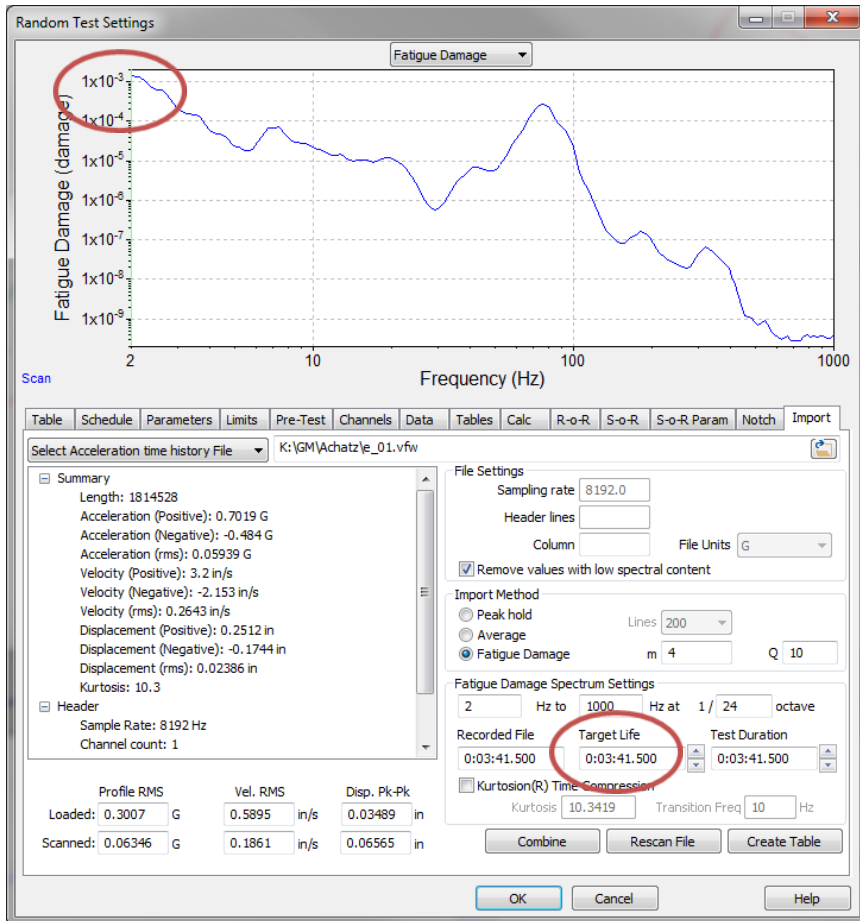 Random Test Settings
Fatigue Damage
Fatigue Damage (damage)
1x10-3
1x10-4
1x10-5
1x10-6
1x10-7
1x10-8
1x10-9
2 10 100 1000
Scan
Frequency (Hz)
Table Schedule Parameters Limits Pre-Test Channels Data Tables Calc R-o-R S-o-R S-o-R Param Notch Import
Select Acceleration time history File K:\GM\Achatz\e_01.vfw
Summary
Length: 1814528
Acceleration (Positive): 0.7019 G
Acceleration (Negative): -0.484 G
Acceleration (rms): 0.05939 G
Velocity (Positive): 3.2 in/s
Velocity (Negative): -2.153 in/s
Velocity (rms): 0.2643 in/s
Displacement (Positive): 0.2512 in
Displacement (Negative): -0.1744 in
Displacement (rms): 0.02386 in
Kurtosis: 10.3
Header
Sample Rate: 8192 Hz
Channel count: 1
File Settings
Sampling rate 8192.0
Header lines
Column File Units G
Remove values with low spectral content
Import Method
Peak hold
Average
Lines 200
Fatigue Damage m 4 Q 10
Fatigue Damage Spectrum Settings
2 Hz to 1000 Hz at 1/ 24 octave
Recorded File Target Life Test Duration
0:03:41.500 0:03:41.500 0:03:41.500
Kurtosion(R) Time Compression
Kurtosis 10.3419 Transition Freq 10 Hz
Profile RMS Vel. RMS Disp. Pk-Pk
Loaded: 0.3007 G 0.5895 in/s 0.03489 in
Scanned: 0.06346 G 0.1861 in/s 0.06565 in
Combine Rescan File Create Table
OK Cancel Help